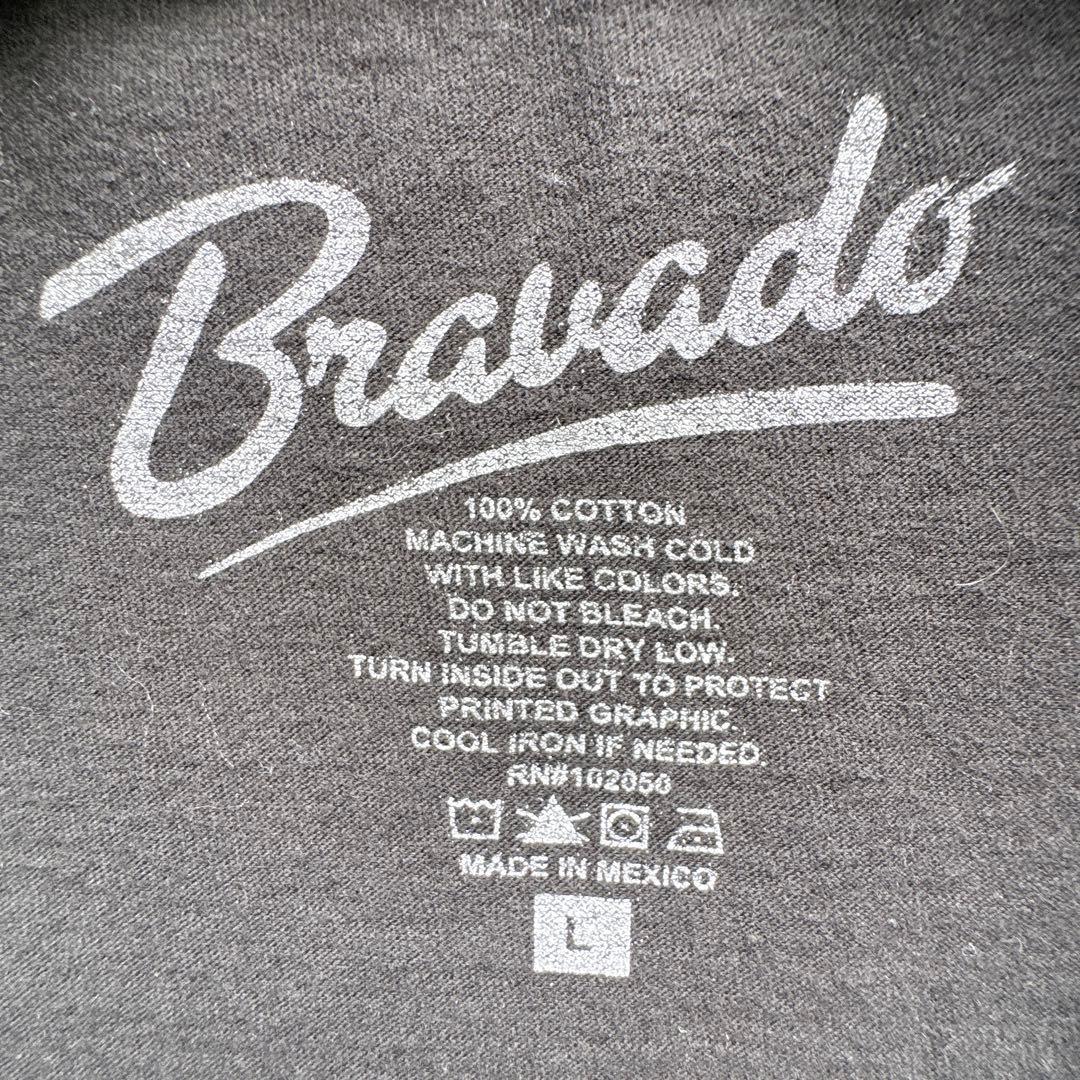 Bravado
100% COTTON
MACHINE WASH COLD
WITH LIKE COLORS.
DO NOT BLEACH.
TUMBLE DRY LOW.
TURN INSIDE OUT TO PROTECT
PRINTED GRAPHIC.
COOL IRON IF NEEDED.
RN#102050
MADE IN MEXICO
L